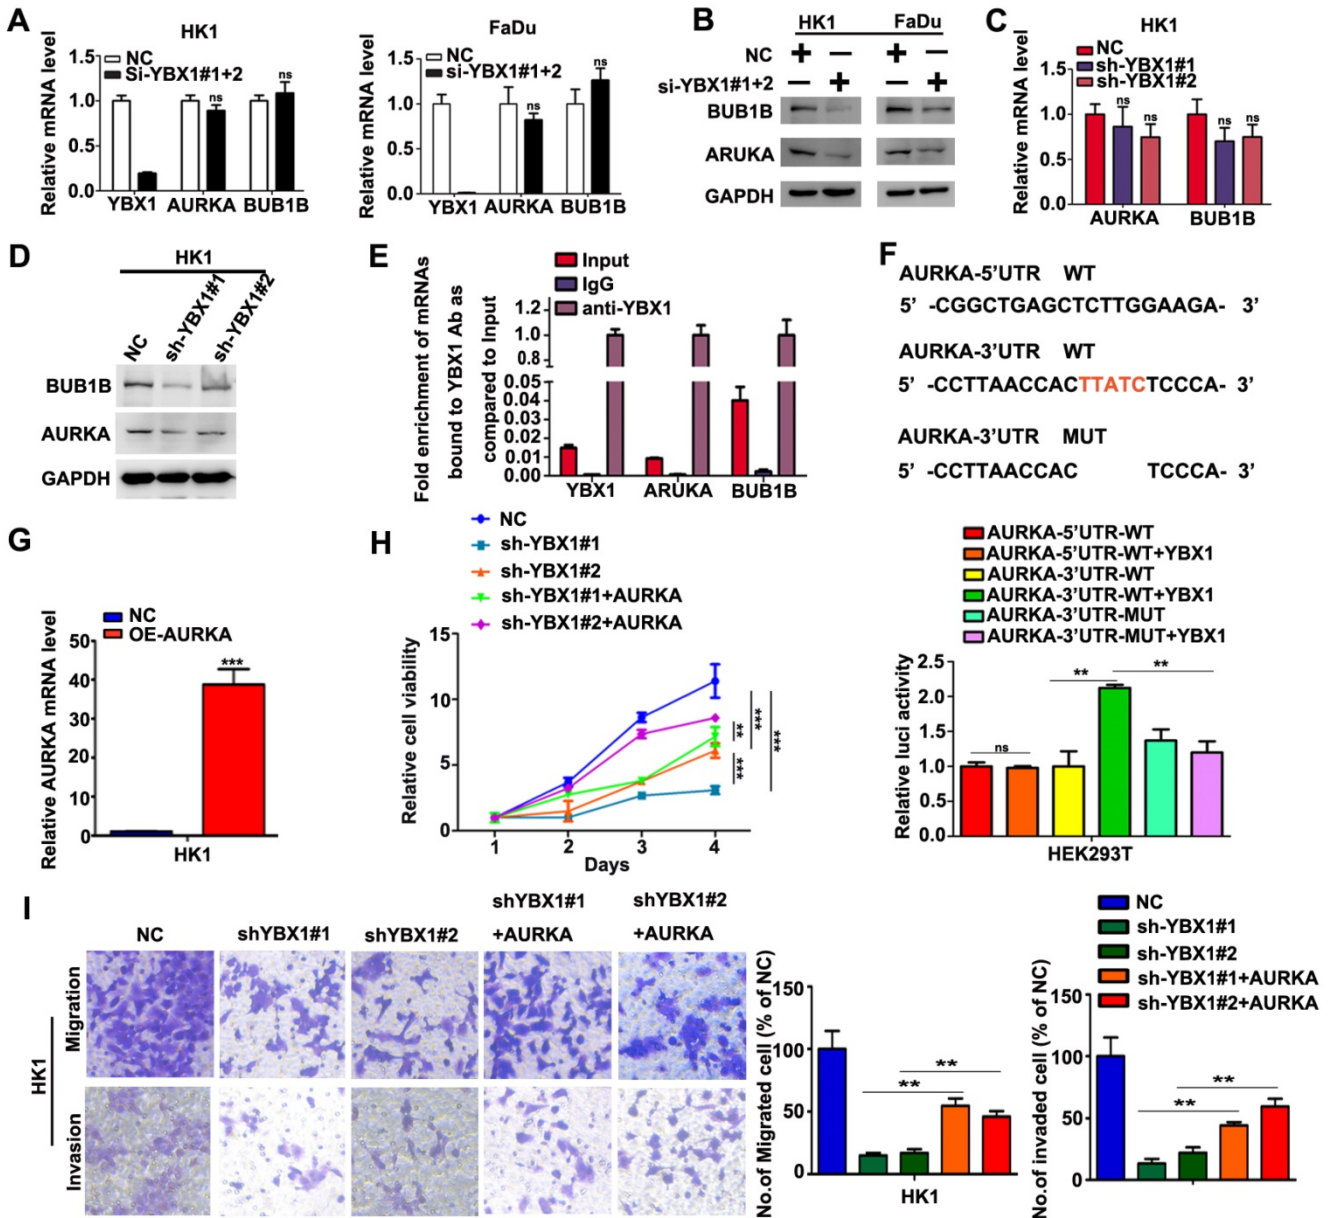 A
HK1
Relative mRNA level
NC
Si-YBX1#1+2
1.5
1.0
0.5
0.0
ns
ns
YBX1 AURKA BUB1B
FaDu
Relative mRNA level
NC
si-YBX1#1+2
1.5
1.0
0.5
0.0
ns
ns
YBX1 AURKA BUB1B
B
HK1 FaDu
NC + — + —
si-YBX1#1+2 — + — +
BUB1B
ARUKA
GAPDH
C
HK1
Relative mRNA level
NC
sh-YBX1#1
sh-YBX1#2
1.5
1.0
0.5
0.0
ns ns ns ns
AURKA BUB1B
D
HK1
NC sh-YBX1#1 sh-YBX1#2
BUB1B
AURKA
GAPDH
E
Fold enrichment of mRNAs
bound to YBX1 Ab as
compared to Input
Input
IgG
anti-YBX1
1.2
1.0
0.8
0.05
0.04
0.03
0.02
0.01
0.00
YBX1 ARUKA BUB1B
F
AURKA-5'UTR WT
5' -CGGCTGAGCTCTTGGAAGA- 3'
AURKA-3'UTR WT
5' -CCTTAACCACTTATCTCCCA- 3'
AURKA-3'UTR MUT
5' -CCTTAACCAC TCCCA- 3'
AURKA-5'UTR-WT
AURKA-5'UTR-WT+YBX1
AURKA-3'UTR-WT
AURKA-3'UTR-WT+YBX1
AURKA-3'UTR-MUT
AURKA-3'UTR-MUT+YBX1
Relative luci activity
2.5
2.0
1.5
1.0
0.5
0.0
ns
**
**
HEK293T
G
NC
OE-AURKA
Relative AURKA mRNA level
50
40
30
20
10
0
***
HK1
H
NC
sh-YBX1#1
sh-YBX1#2
sh-YBX1#1+AURKA
sh-YBX1#2+AURKA
Relative cell viability
15
10
5
0
1 2 3 4
Days
**
***
***
***
I
NC shYBX1#1 shYBX1#2
shYBX1#1
+AURKA
shYBX1#2
+AURKA
HK1
Migration
Invasion
No.of Migrated cell (% of NC)
150
100
50
0
**
**
HK1
NC
sh-YBX1#1
sh-YBX1#2
sh-YBX1#1+AURKA
sh-YBX1#2+AURKA
No.of invaded cell (% of NC)
150
100
50
0
**
**